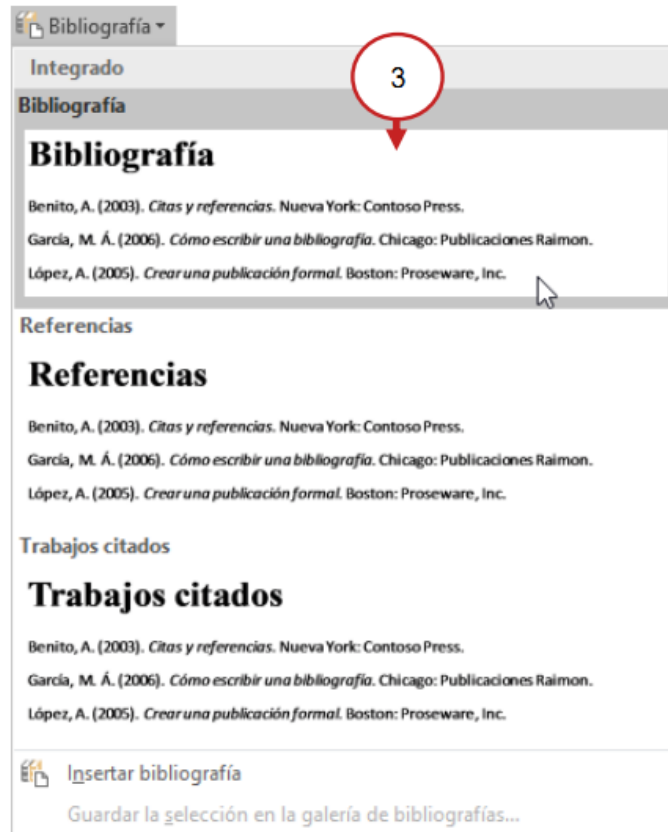 Bibliografía
Integrado
3
Bibliografía
Bibliografía
Benito, A. (2003). Citas y referencias. Nueva York: Contoso Press.
García, M. Á. (2006). Cómo escribir una bibliografía. Chicago: Publicaciones Raimon.
López, A. (2005). Crear una publicación formal. Boston: Proseware, Inc.
Referencias
Referencias
Benito, A. (2003). Citas y referencias. Nueva York: Contoso Press.
García, M. Á. (2006). Cómo escribir una bibliografía. Chicago: Publicaciones Raimon.
López, A. (2005). Crear una publicación formal. Boston: Proseware, Inc.
Trabajos citados
Trabajos citados
Benito, A. (2003). Citas y referencias. Nueva York: Contoso Press.
García, M. Á. (2006). Cómo escribir una bibliografía. Chicago: Publicaciones Raimon.
López, A. (2005). Crear una publicación formal. Boston: Proseware, Inc.
Insertar bibliografía
Guardar la selección en la galería de bibliografías...